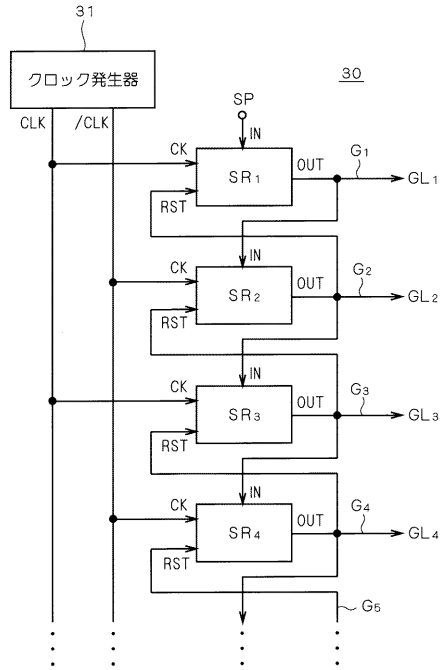 31
クロック発生器
30
CLK
/CLK
SP
IN
CK
SR1
OUT
G1
GL1
RST
IN
CK
SR2
OUT
G2
GL2
RST
IN
CK
SR3
OUT
G3
GL3
RST
IN
CK
SR4
OUT
G4
GL4
RST
G5